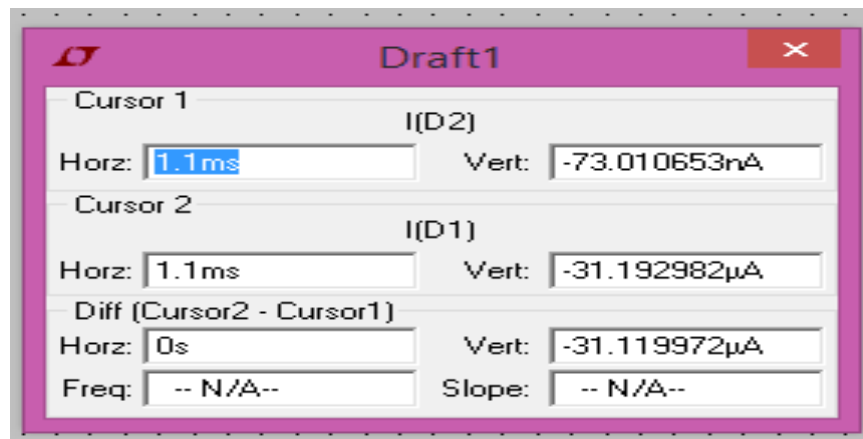 Draft1
Cursor 1
I(D2)
Horz: 1.1ms Vert: -73.010653nA
Cursor 2
I(D1)
Horz: 1.1ms Vert: -31.192982µA
Diff (Cursor2 - Cursor1)
Horz: 0s Vert: -31.119972µA
Freq: -- N/A-- Slope: -- N/A--